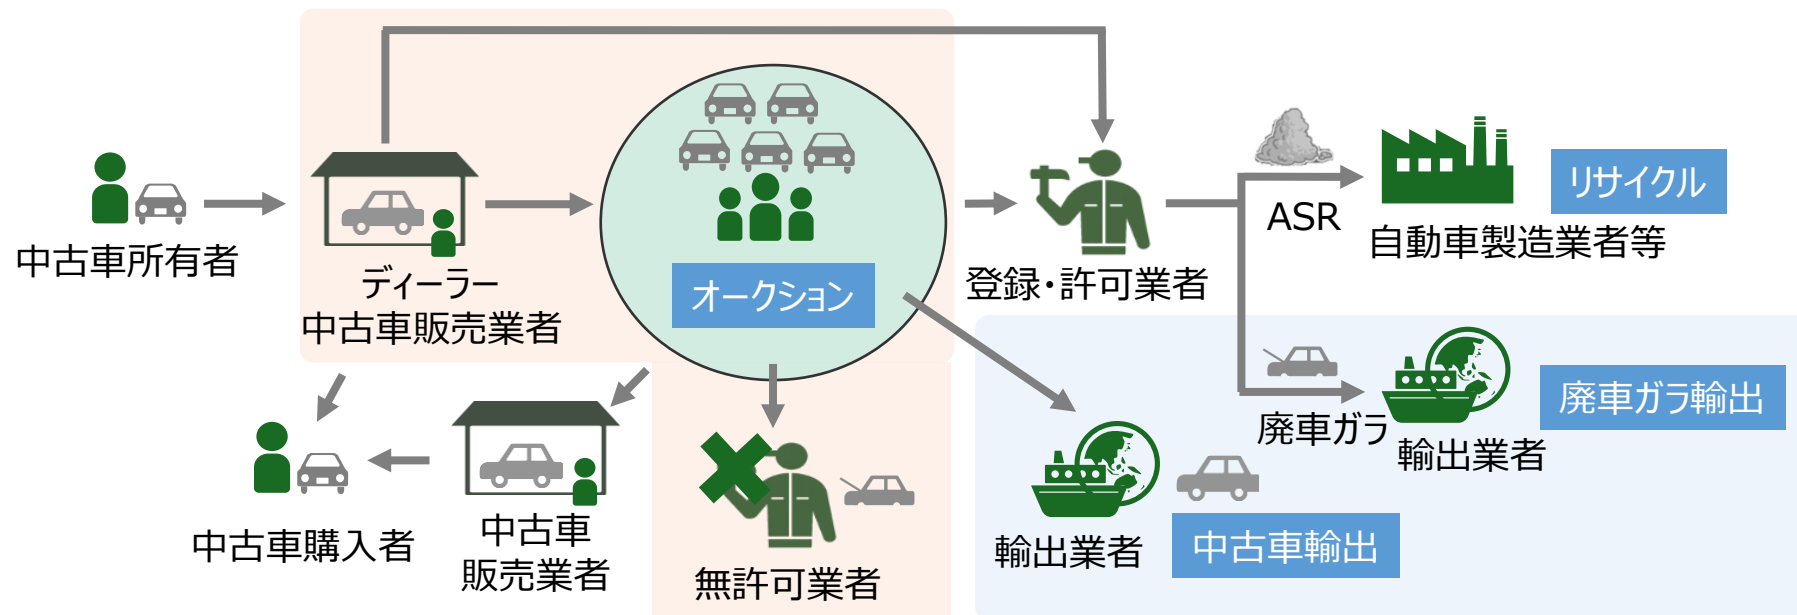 中古車所有者
ディーラー
中古車販売業者
オークション
登録・許可業者
ASR
リサイクル
自動車製造業者等
廃車ガラ
廃車ガラ輸出
輸出業者
中古車購入者
中古車
販売業者
無許可業者
輸出業者
中古車輸出